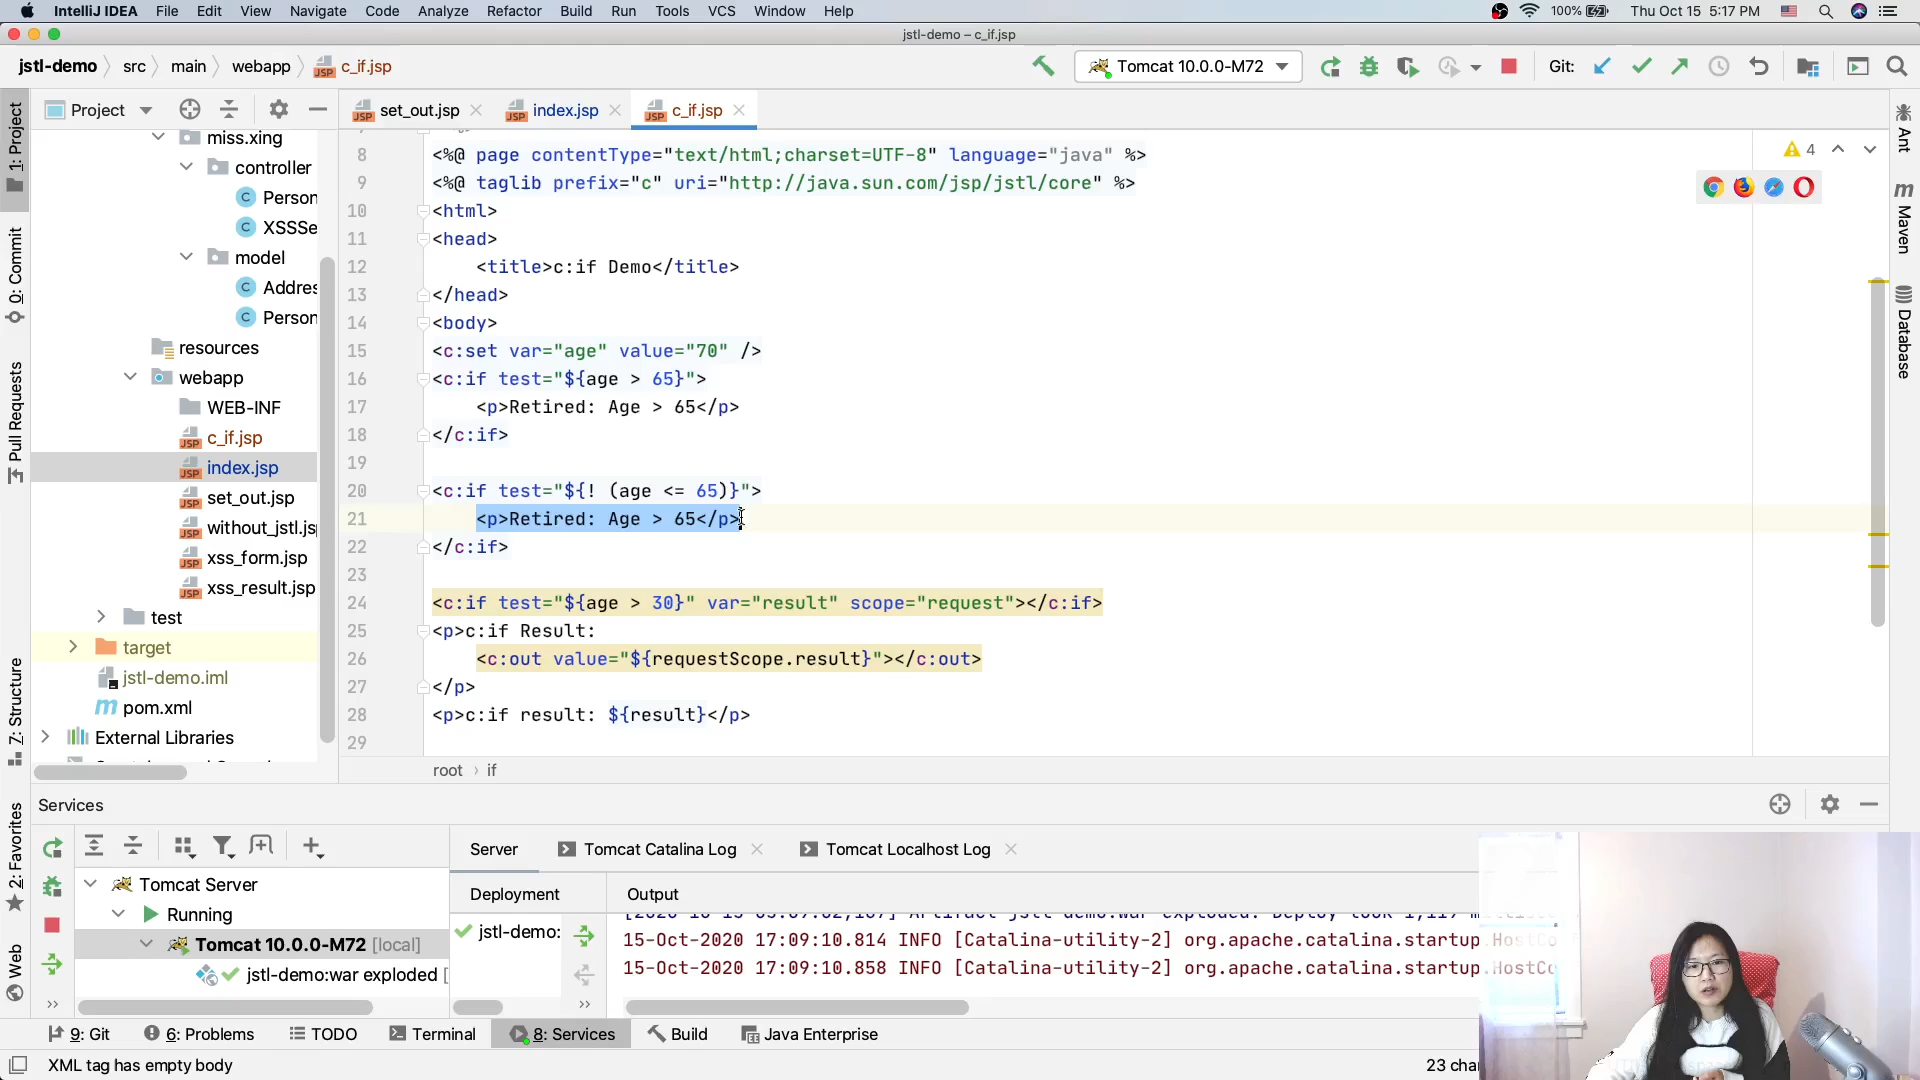 IntelliJ IDEA File Edit View Navigate Code Analyze Refactor Build Run Tools VCS Window Help 100% Thu Oct 15 5:17 PM
jstl-demo – c_if.jsp
jstl-demo src main webapp c_if.jsp Tomcat 10.0.0-M72 Git:
Project set_out.jsp index.jsp c_if.jsp
miss.xing
controller
Person
XSSSe
model
Addres
Person
resources
webapp
WEB-INF
c_if.jsp
index.jsp
set_out.jsp
without_jstl.js
xss_form.jsp
xss_result.jsp
test
target
jstl-demo.iml
pom.xml
External Libraries
1: Project
0: Commit
Pull Requests
Z: Structure
2: Favorites
Web
8 <%@ page contentType="text/html;charset=UTF-8" language="java" %>
9 <%@ taglib prefix="c" uri="http://java.sun.com/jsp/jstl/core" %>
10 <html>
11 <head>
12 <title>c:if Demo</title>
13 </head>
14 <body>
15 <c:set var="age" value="70" />
16 <c:if test="${age > 65}">
17 <p>Retired: Age > 65</p>
18 </c:if>
19
20 <c:if test="${! (age <= 65)}">
21 <p>Retired: Age > 65</p>
22 </c:if>
23
24 <c:if test="${age > 30}" var="result" scope="request"></c:if>
25 <p>c:if Result:
26 <c:out value="${requestScope.result}"></c:out>
27 </p>
28 <p>c:if result: ${result}</p>
29
4
Ant
Maven
Database
root › if
Services
Server Tomcat Catalina Log Tomcat Localhost Log
Deployment Output
Tomcat Server
Running
Tomcat 10.0.0-M72 [local]
jstl-demo:war exploded [
jstl-demo:
15-Oct-2020 17:09:10.814 INFO [Catalina-utility-2] org.apache.catalina.startup.HostCo
15-Oct-2020 17:09:10.858 INFO [Catalina-utility-2] org.apache.catalina.startup.HostCo
9: Git 6: Problems TODO Terminal 8: Services Build Java Enterprise
XML tag has empty body 23 cha